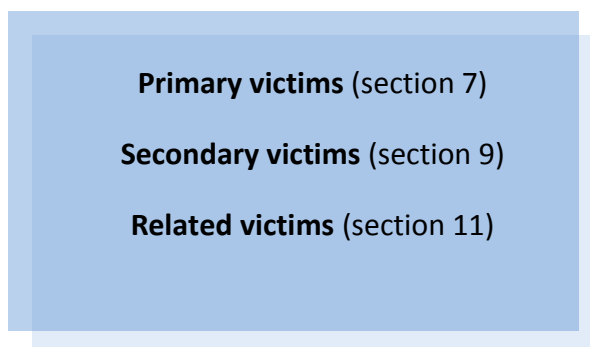 Primary victims (section 7)
Secondary victims (section 9)
Related victims (section 11)